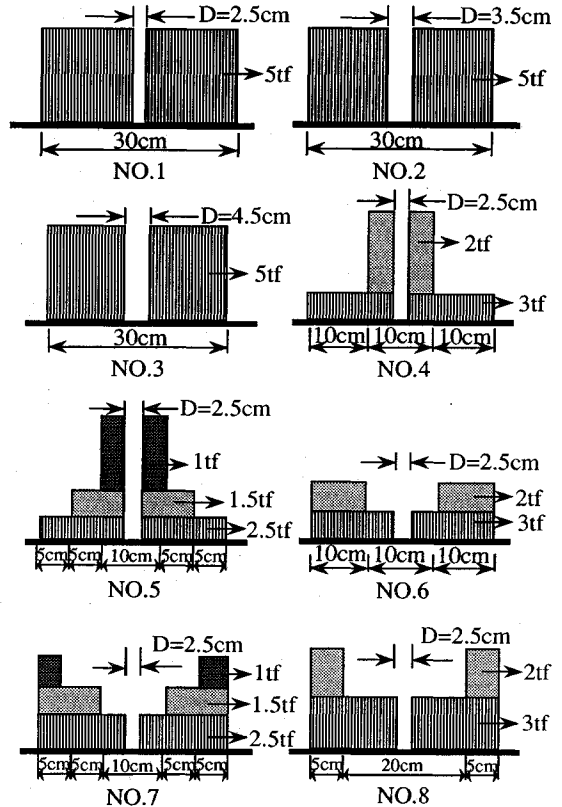 D=2.5cm
5tf
30cm
NO.1
D=3.5cm
5tf
30cm
NO.2
D=4.5cm
5tf
30cm
NO.3
D=2.5cm
2tf
3tf
10cm 10cm 10cm
NO.4
D=2.5cm
1tf
1.5tf
2.5tf
5cm 5cm 10cm 5cm 5cm
NO.5
D=2.5cm
2tf
3tf
10cm 10cm 10cm
NO.6
D=2.5cm
1tf
1.5tf
2.5tf
5cm 5cm 10cm 5cm 5cm
NO.7
D=2.5cm
2tf
3tf
5cm 20cm 5cm
NO.8